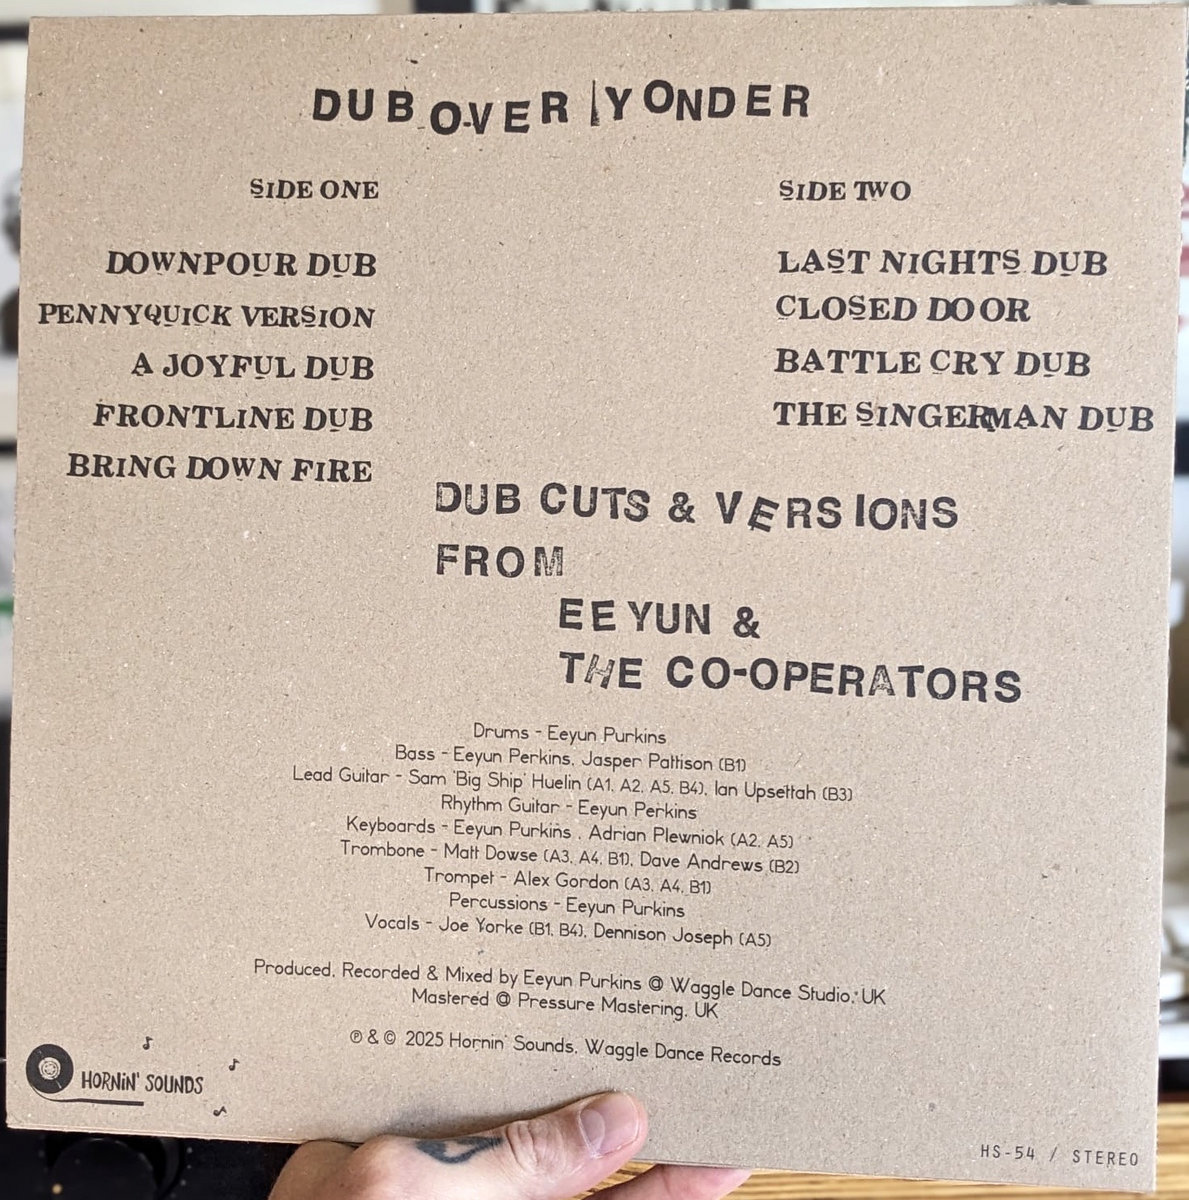 DUB OVER YONDER
SIDE ONE
DOWNPOUR DUB
PENNYQUICK VERSION
A JOYFUL DUB
FRONTLINE DUB
BRING DOWN FIRE
SIDE TWO
LAST NIGHTS DUB
CLOSED DOOR
BATTLE CRY DUB
THE SINGERMAN DUB
DUB CUTS & VERSIONS
FROM
EEYUN &
THE CO-OPERATORS
Drums - Eeyun Purkins
Bass - Eeyun Perkins, Jasper Pattison (B1)
Lead Guitar - Sam 'Big Ship' Huelin (A1, A2, A5, B4), Ian Upsettah (B3)
Rhythm Guitar - Eeyun Perkins
Keyboards - Eeyun Purkins , Adrian Plewniok (A2, A5)
Trombone - Matt Dowse (A3, A4, B1), Dave Andrews (B2)
Trompet - Alex Gordon (A3, A4, B1)
Percussions - Eeyun Purkins
Vocals - Joe Yorke (B1, B4), Dennison Joseph (A5)
Produced, Recorded & Mixed by Eeyun Purkins @ Waggle Dance Studio, UK
Mastered @ Pressure Mastering, UK
℗ & © 2025 Hornin' Sounds, Waggle Dance Records
HORNiN' SOUNDS
HS-54 / STEREO